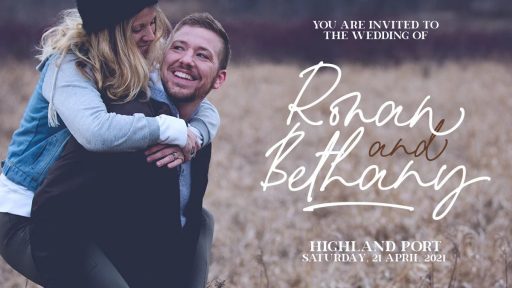 YOU ARE INVITED TO
THE WEDDING OF
Ronan
and
Bethany
HIGHLAND PORT
SATURDAY, 21 APRIL 2021